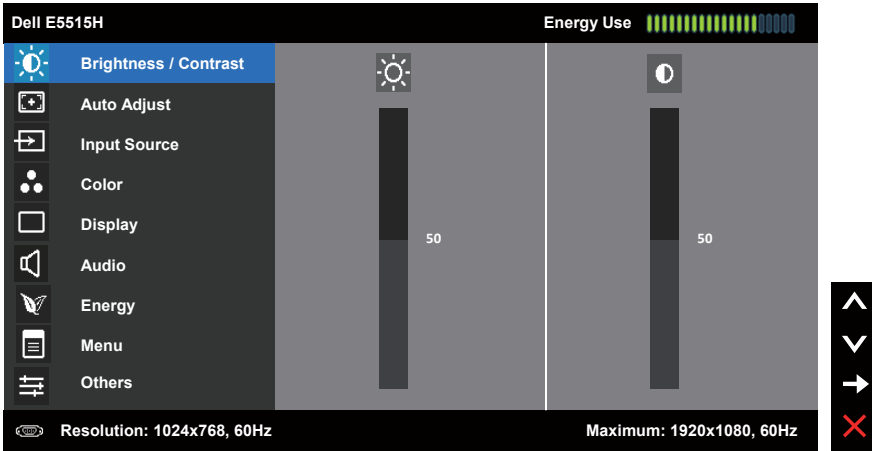 Dell E5515H
Energy Use
Brightness / Contrast
Auto Adjust
Input Source
Color
Display
Audio
Energy
Menu
Others
50
50
Resolution: 1024x768, 60Hz
Maximum: 1920x1080, 60Hz